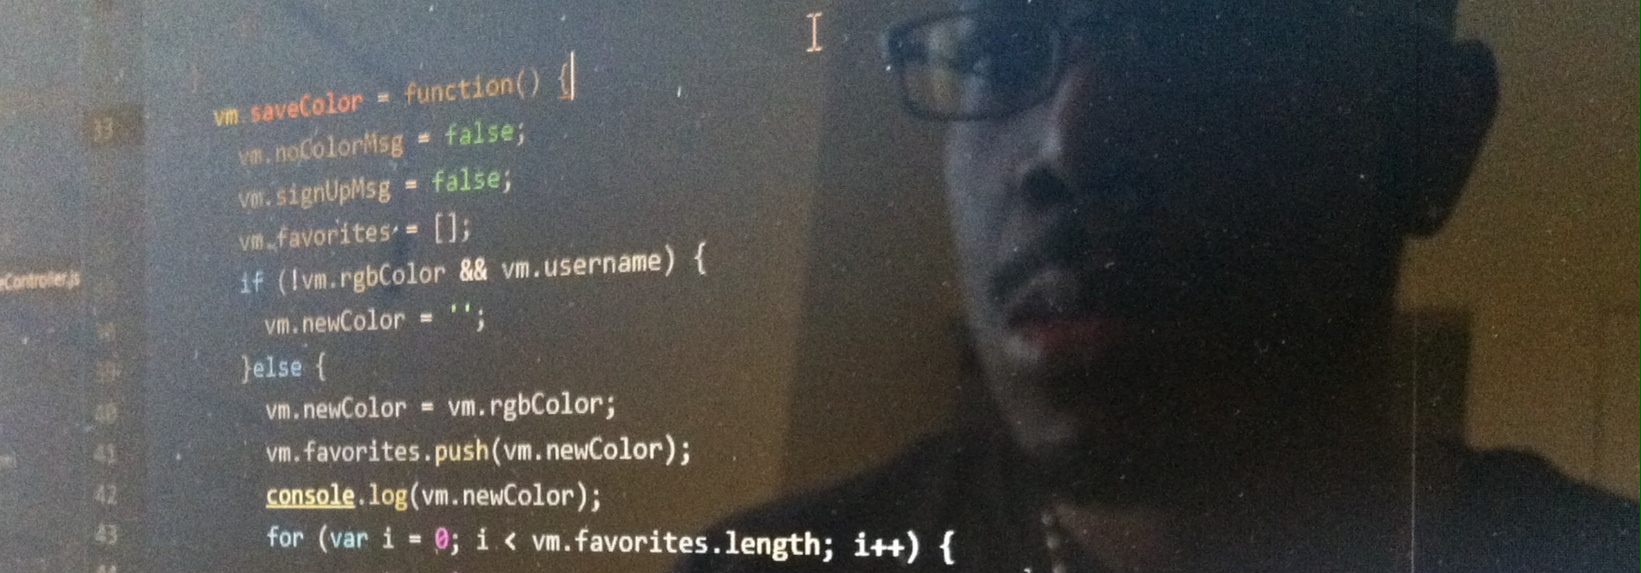 33
vm.saveColor = function() {
vm.noColorMsg = false;
vm.signUpMsg = false;
vm.favorites = [];
if (!vm.rgbColor && vm.username) {
eController.js
vm.newColor = '';
39
}else {
40
vm.newColor = vm.rgbColor;
41
vm.favorites.push(vm.newColor);
42
console.log(vm.newColor);
43
for (var i = 0; i < vm.favorites.length; i++) {